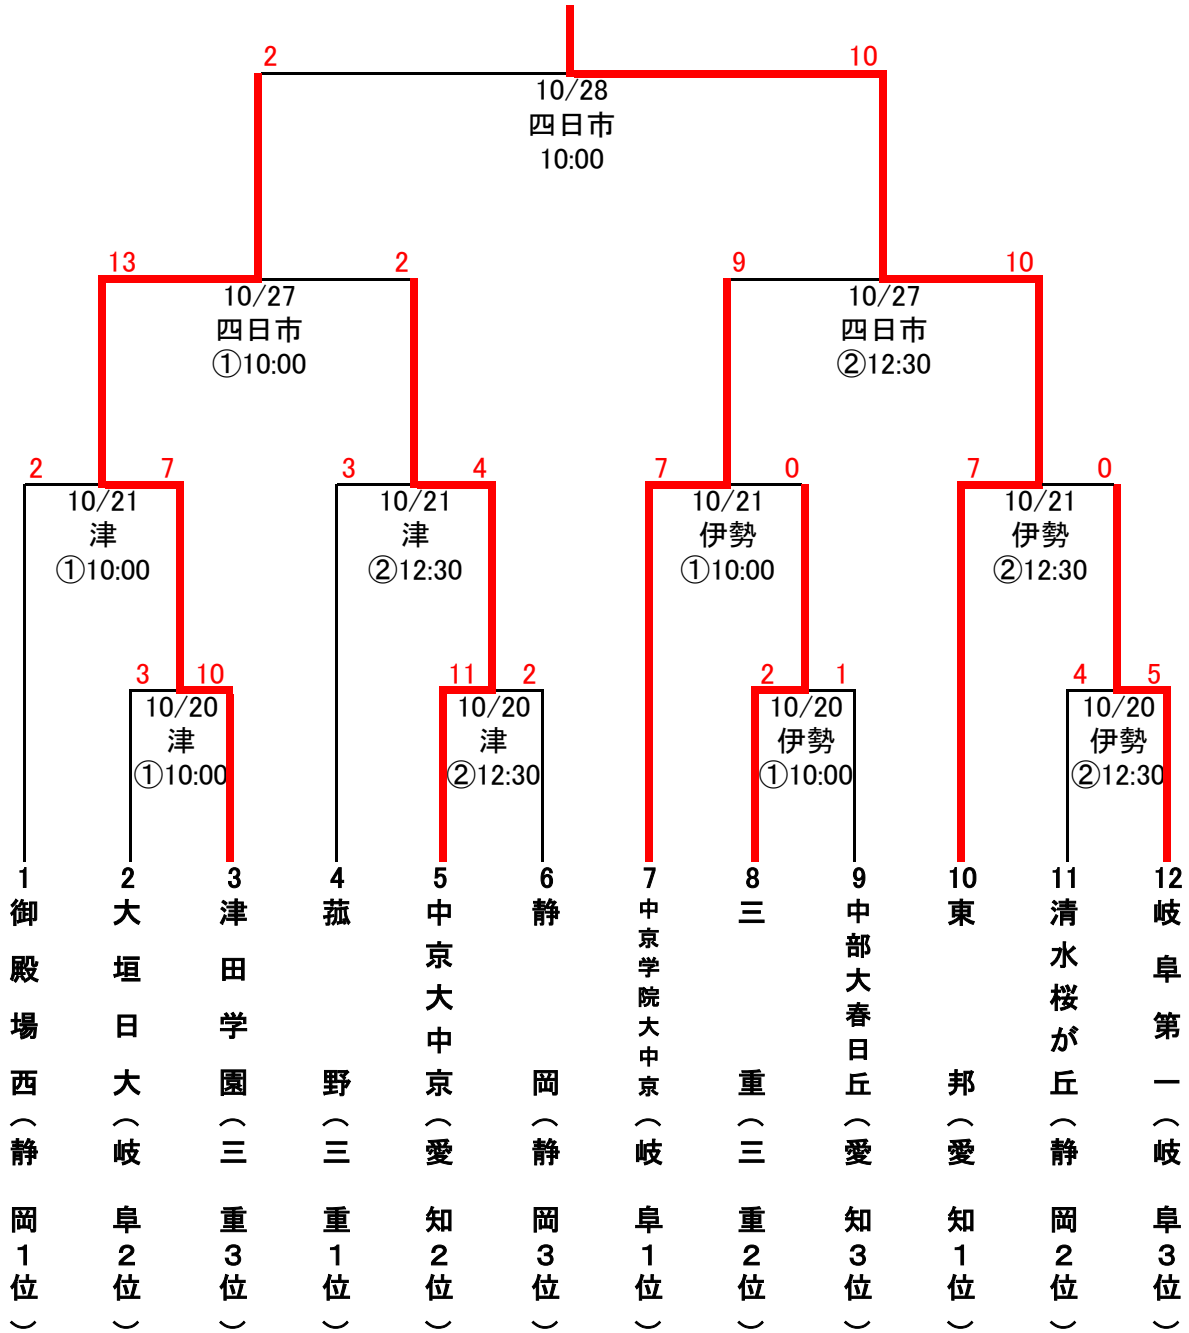 2 10
10/28
四日市
10:00
13 2 9 10
10/27 10/27
四日市 四日市
①10:00 ②12:30
2 7 3 4 7 0 7 0
10/21 10/21 10/21 10/21
津 津 伊勢 伊勢
①10:00 ②12:30 ①10:00 ②12:30
3 10 11 2 2 1 4 5
10/20 10/20 10/20 10/20
津 津 伊勢 伊勢
①10:00 ②12:30 ①10:00 ②12:30
1 2 3 4 5 6 7 8 9 10 11 12
御殿場西（静岡1位）
大垣日大（岐阜2位）
津田学園（三重3位）
菰野（三重1位）
中京大中京（愛知2位）
静岡（静岡3位）
中京学院大中京（岐阜1位）
三重（三重2位）
中部大春日丘（愛知3位）
東邦（愛知1位）
清水桜が丘（静岡2位）
岐阜第一（岐阜3位）